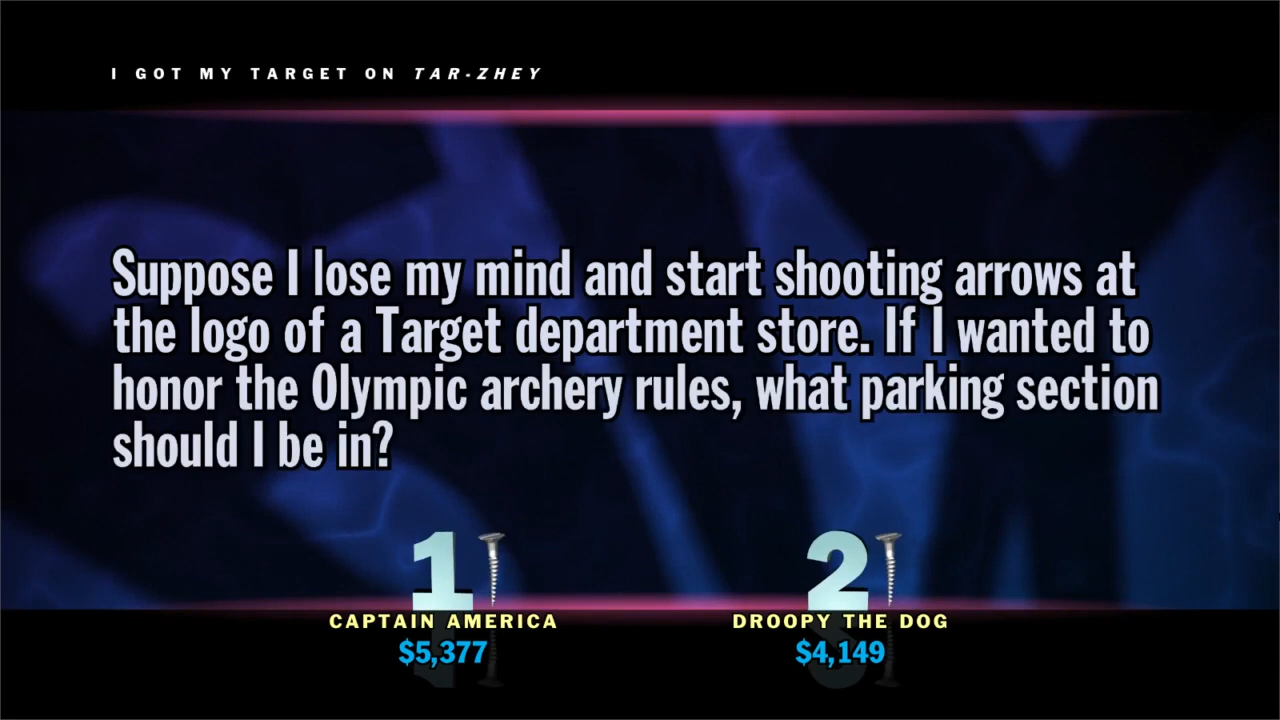 I GOT MY TARGET ON TAR-ZHEY
Suppose I lose my mind and start shooting arrows at
the logo of a Target department store. If I wanted to
honor the Olympic archery rules, what parking section
should I be in?
1 2
CAPTAIN AMERICA DROOPY THE DOG
$5,377 $4,149